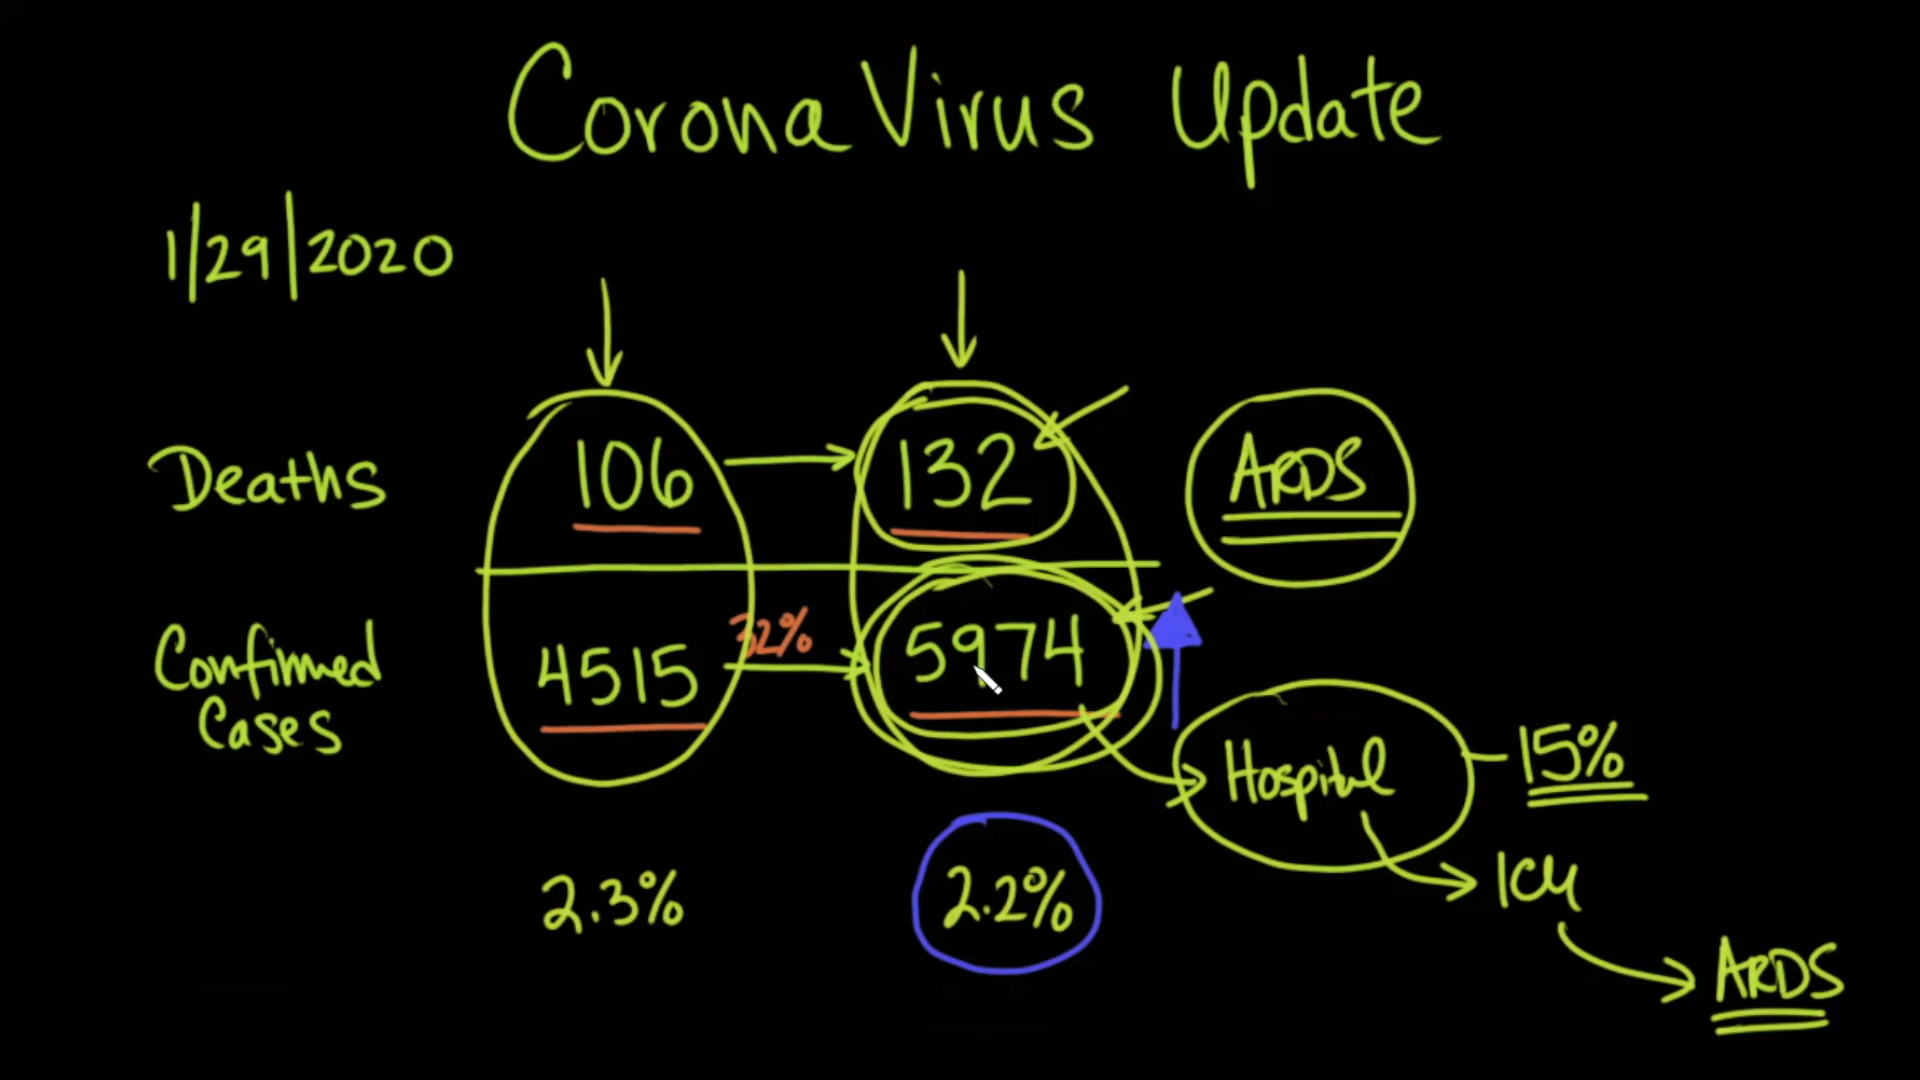 Corona Virus Update
1/29/2020
Deaths 106 132 ARDS
32%
Confirmed 4515 5974
Cases
Hospital 15%
2.3% 2.2% ICU
ARDS